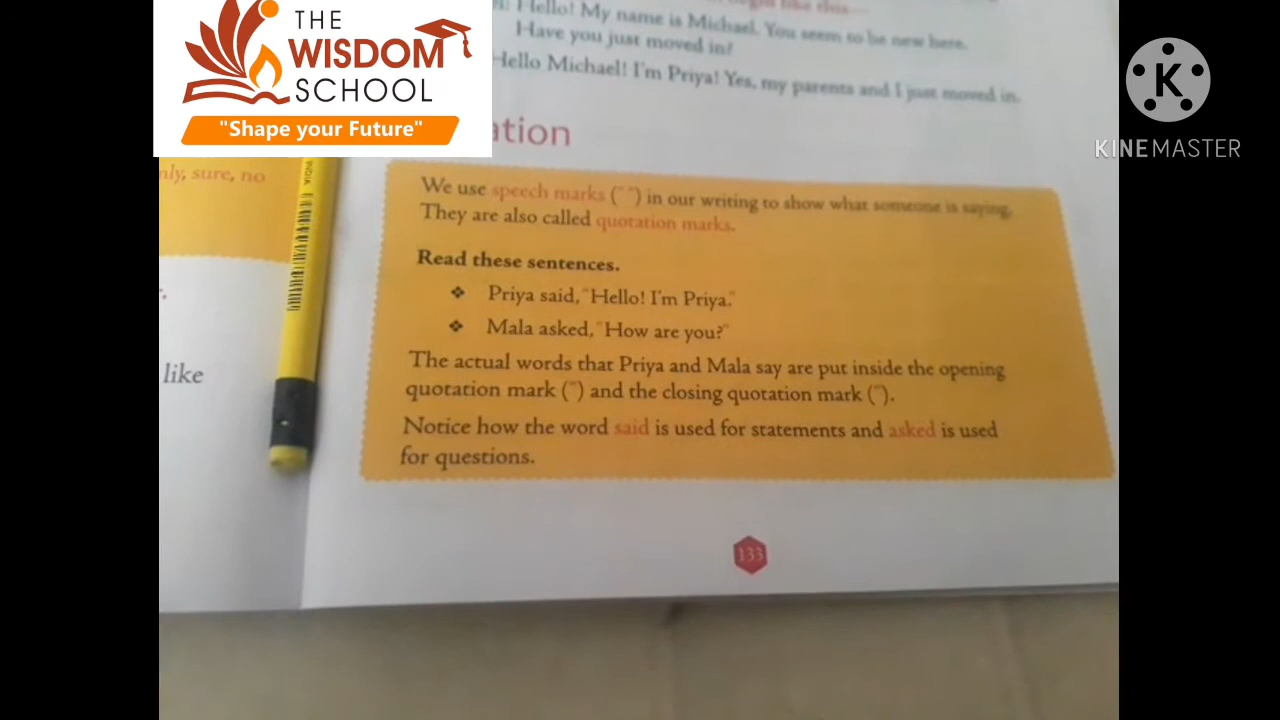 THE
WISDOM
SCHOOL
"Shape your Future"
KINEMASTER
Hello! My name is Michael. You seem to be new here.
Have you just moved in?
Hello Michael! I'm Priya! Yes, my parents and I just moved in.
ation
nly, sure, no
INDIA
like
We use speech marks (" ") in our writing to show what someone is saying.
They are also called quotation marks.
Read these sentences.
❖ Priya said, "Hello! I'm Priya."
❖ Mala asked, "How are you?"
The actual words that Priya and Mala say are put inside the opening
quotation mark (") and the closing quotation mark (").
Notice how the word said is used for statements and asked is used
for questions.
133